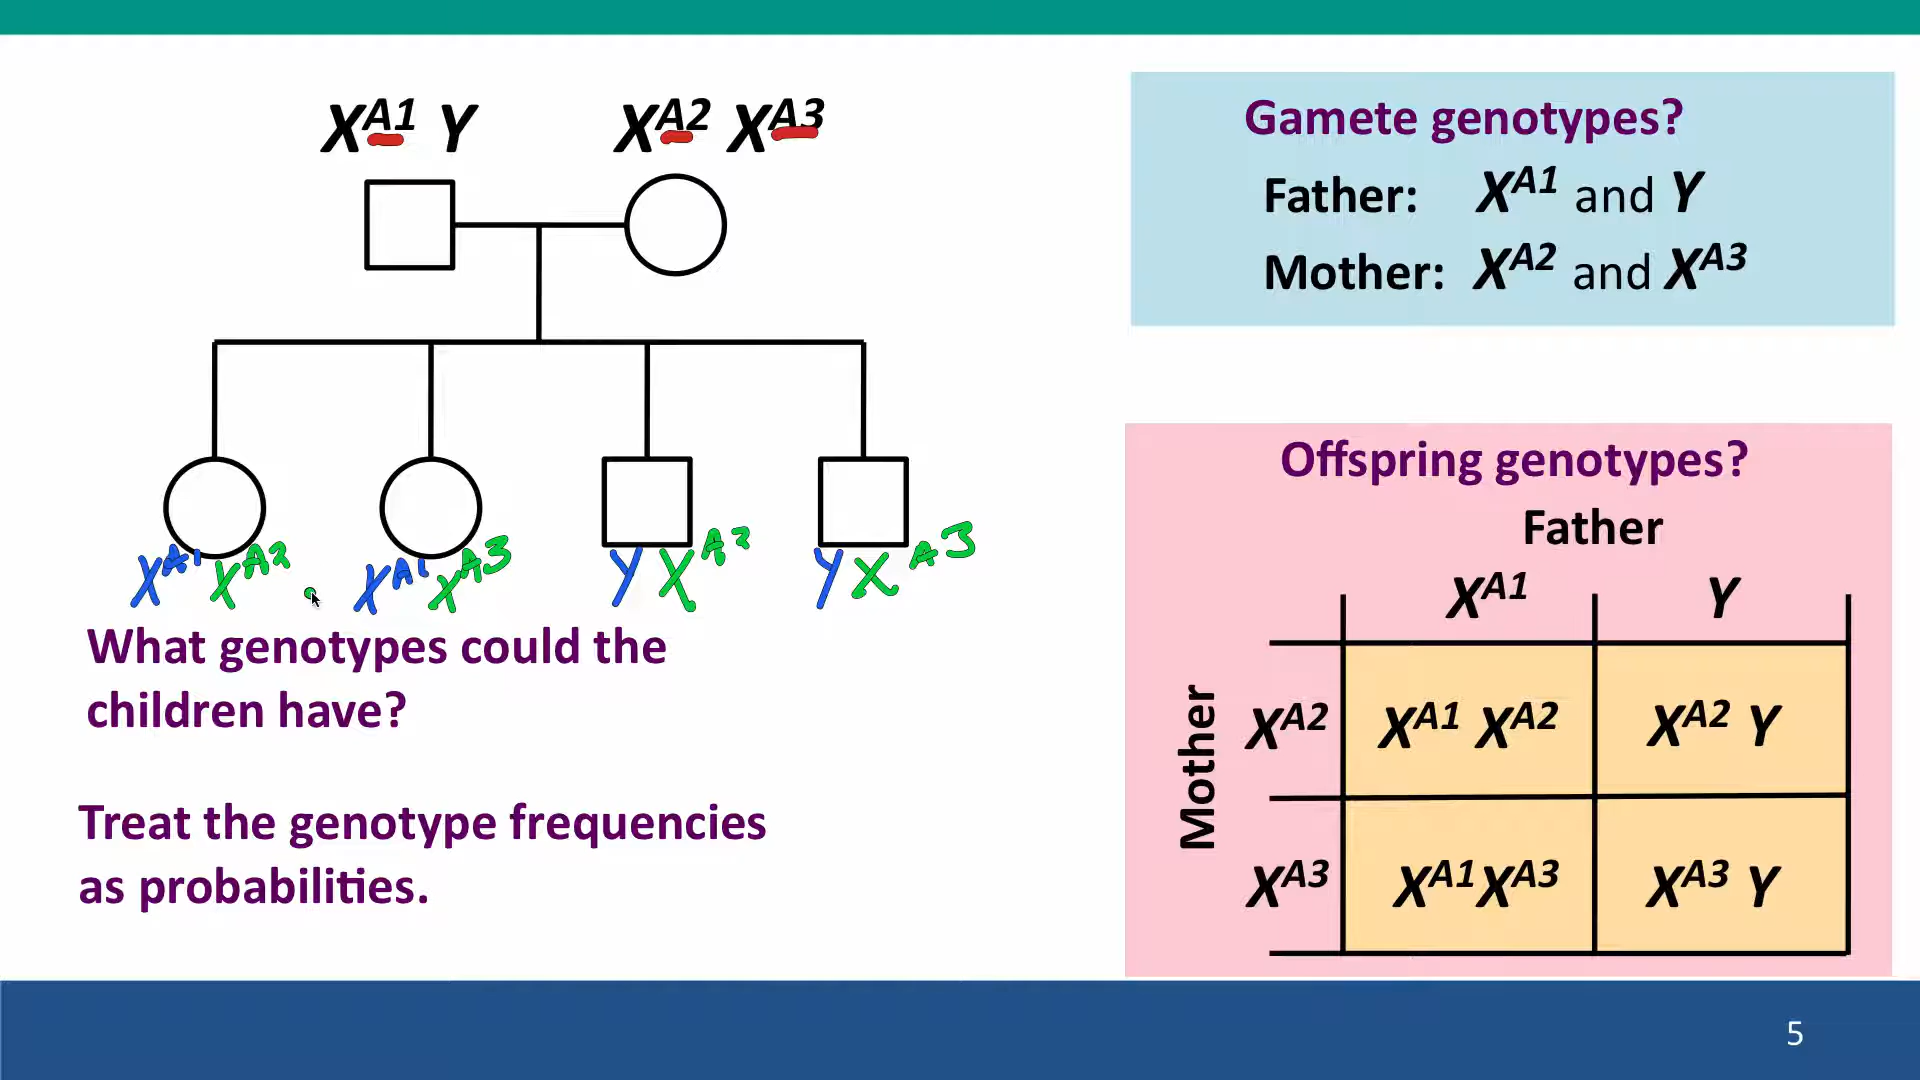 X^A1 Y X^A2 X^A3
X^A1 X^A2 X^A1 X^A3 Y X^A2 Y X^A3
What genotypes could the
children have?
Treat the genotype frequencies
as probabilities.
Gamete genotypes?
Father: X^A1 and Y
Mother: X^A2 and X^A3
Offspring genotypes?
Father
X^A1 Y
Mother
X^A2 X^A1 X^A2 X^A2 Y
X^A3 X^A1 X^A3 X^A3 Y
5